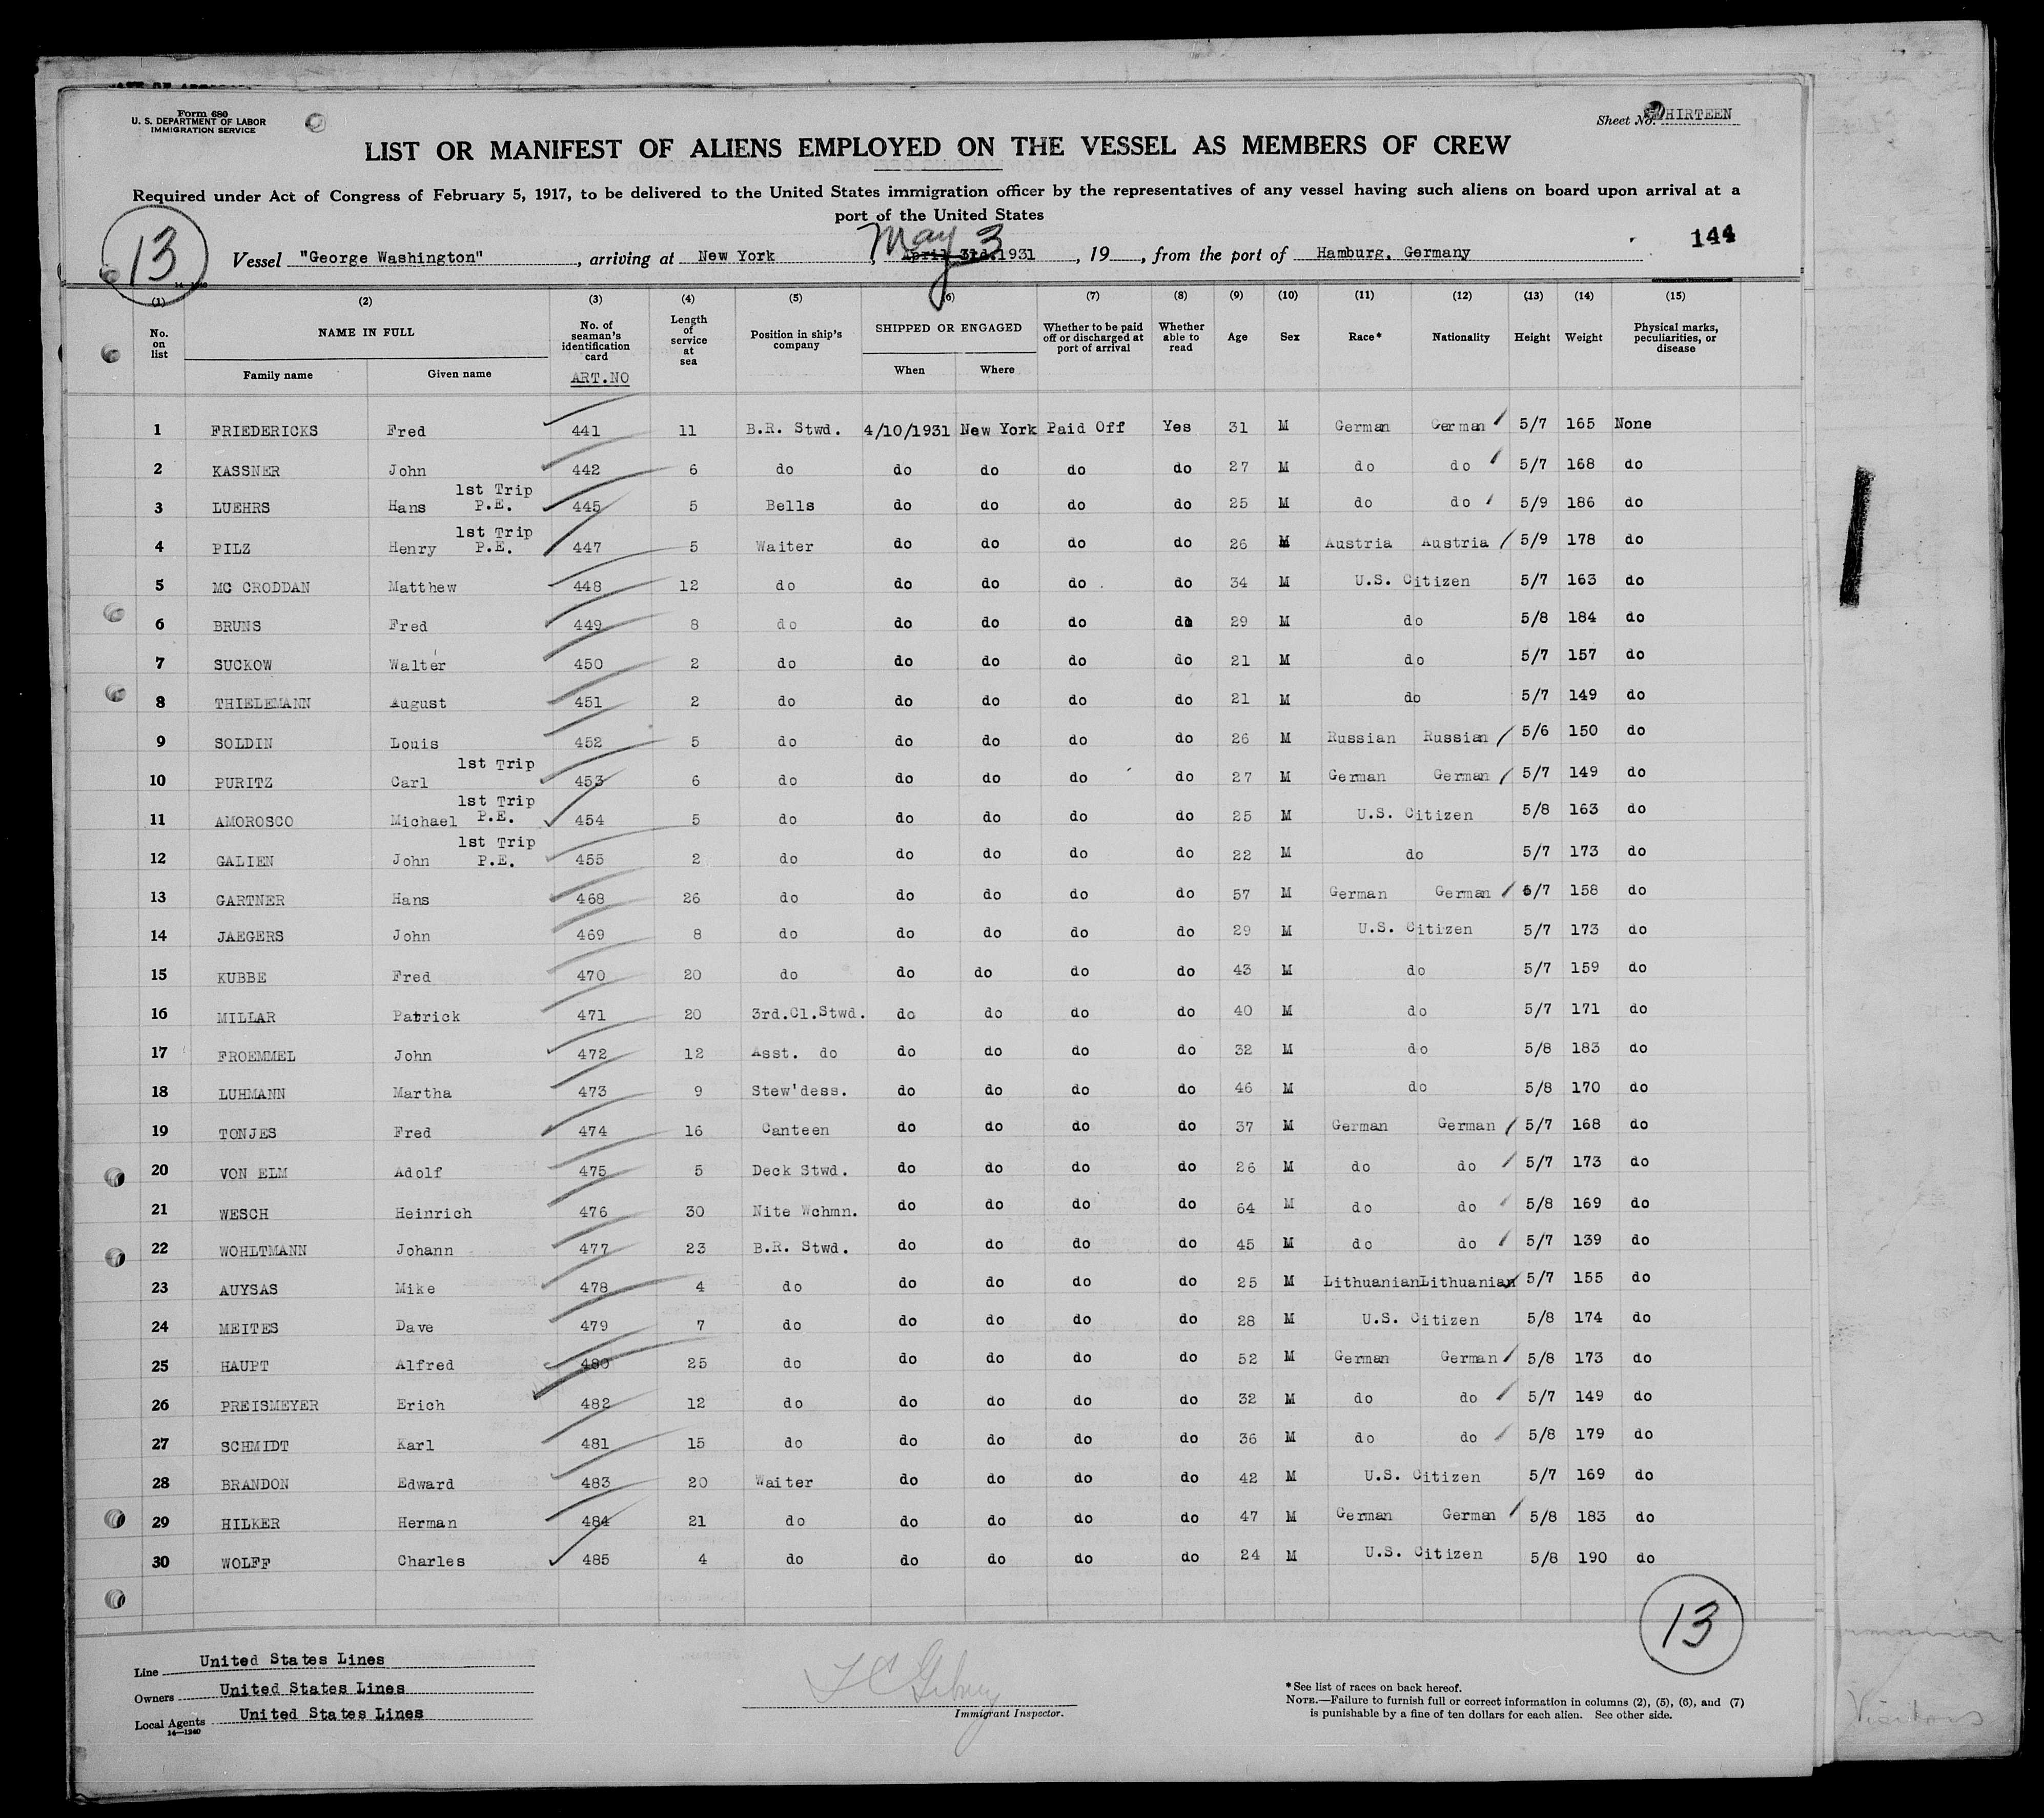 Form 680
U. S. DEPARTMENT OF LABOR
IMMIGRATION SERVICE
Sheet No. THIRTEEN
LIST OR MANIFEST OF ALIENS EMPLOYED ON THE VESSEL AS MEMBERS OF CREW
Required under Act of Congress of February 5, 1917, to be delivered to the United States immigration officer by the representatives of any vessel having such aliens on board upon arrival at a
port of the United States
13
144
May 3
Vessel "George Washington", arriving at New York, April 3rd.1931, 19, from the port of Hamburg, Germany
(1) (2) (3) (4) (5) (6) (7) (8) (9) (10) (11) (12) (13) (14) (15)
No. on list NAME IN FULL Family name Given name No. of seaman's identification card ART.NO Length of service at sea Position in ship's company SHIPPED OR ENGAGED When Where Whether to be paid off or discharged at port of arrival Whether able to read Age Sex Race* Nationality Height Weight Physical marks, peculiarities, or disease
1 FRIEDERICKS Fred 441 11 B.R. Stwd. 4/10/1931 New York Paid Off Yes 31 M German German 5/7 165 None
2 KASSNER John 442 6 do do do do do 27 M do do 5/7 168 do
3 LUEHRS Hans 1st Trip P.E. 445 5 Bells do do do do 25 M do do 5/9 186 do
4 PILZ Henry 1st Trip P.E. 447 5 Waiter do do do do 26 M Austria Austria 5/9 178 do
5 MC CRODDAN Matthew 448 12 do do do do do 34 M U.S. Citizen 5/7 163 do
6 BRUNS Fred 449 8 do do do do do 29 M do 5/8 184 do
7 SUCKOW Walter 450 2 do do do do do 21 M do 5/7 157 do
8 THIELEMANN August 451 2 do do do do do 21 M do 5/7 149 do
9 SOLDIN Louis 452 5 do do do do do 26 M Russian Russian 5/6 150 do
10 PURITZ Carl 1st Trip 453 6 do do do do do 27 M German German 5/7 149 do
11 AMOROSCO Michael 1st Trip P.E. 454 5 do do do do do 25 M U.S. Citizen 5/8 163 do
12 GALIEN John 1st Trip P.E. 455 2 do do do do do 22 M do 5/7 173 do
13 GARTNER Hans 468 26 do do do do do 57 M German German 5/7 158 do
14 JAEGERS John 469 8 do do do do do 29 M U.S. Citizen 5/7 173 do
15 KUBBE Fred 470 20 do do do do do 43 M do 5/7 159 do
16 MILLAR Patrick 471 20 3rd.Cl.Stwd. do do do do 40 M do 5/7 171 do
17 FROEMMEL John 472 12 Asst. do do do do do 32 M do 5/8 183 do
18 LUHMANN Martha 473 9 Stew'dess. do do do do 46 M do 5/8 170 do
19 TONJES Fred 474 16 Canteen do do do do 37 M German German 5/7 168 do
20 VON ELM Adolf 475 5 Deck Stwd. do do do do 26 M do do 5/7 173 do
21 WESCH Heinrich 476 30 Nite Wchmn. do do do do 64 M do do 5/8 169 do
22 WOHLTMANN Johann 477 23 B.R. Stwd. do do do do 45 M do do 5/7 139 do
23 AUYSAS Mike 478 4 do do do do do 25 M Lithuanian Lithuanian 5/7 155 do
24 MEITES Dave 479 7 do do do do do 28 M U.S. Citizen 5/8 174 do
25 HAUPT Alfred 480 25 do do do do do 52 M German German 5/8 173 do
26 PREISMEYER Erich 482 12 do do do do do 32 M do do 5/7 149 do
27 SCHMIDT Karl 481 15 do do do do do 36 M do do 5/8 179 do
28 BRANDON Edward 483 20 Waiter do do do do 42 M U.S. Citizen 5/7 169 do
29 HILKER Herman 484 21 do do do do do 47 M German German 5/8 183 do
30 WOLFF Charles 485 4 do do do do do 24 M U.S. Citizen 5/8 190 do
13
Line United States Lines
Owners United States Lines
Local Agents United States Lines
14—1240
Immigrant Inspector.
*See list of races on back hereof.
NOTE.—Failure to furnish full or correct information in columns (2), (5), (6), and (7)
is punishable by a fine of ten dollars for each alien. See other side.
Visitors